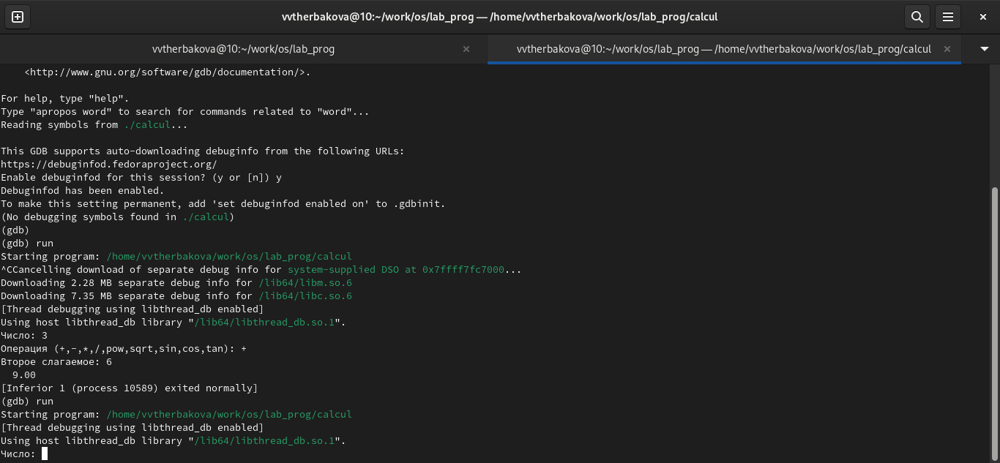 vvtherbakova@10:~/work/os/lab_prog — /home/vvtherbakova/work/os/lab_prog/calcul
vvtherbakova@10:~/work/os/lab_prog
vvtherbakova@10:~/work/os/lab_prog — /home/vvtherbakova/work/os/lab_prog/calcul
<http://www.gnu.org/software/gdb/documentation/>.
For help, type "help".
Type "apropos word" to search for commands related to "word"...
Reading symbols from ./calcul...
This GDB supports auto-downloading debuginfo from the following URLs:
https://debuginfod.fedoraproject.org/
Enable debuginfod for this session? (y or [n]) y
Debuginfod has been enabled.
To make this setting permanent, add 'set debuginfod enabled on' to .gdbinit.
(No debugging symbols found in ./calcul)
(gdb)
(gdb) run
Starting program: /home/vvtherbakova/work/os/lab_prog/calcul
^CCancelling download of separate debug info for system-supplied DSO at 0x7ffff7fc7000...
Downloading 2.28 MB separate debug info for /lib64/libm.so.6
Downloading 7.35 MB separate debug info for /lib64/libc.so.6
[Thread debugging using libthread_db enabled]
Using host libthread_db library "/lib64/libthread_db.so.1".
Число: 3
Операция (+,-,*,/,pow,sqrt,sin,cos,tan): +
Второе слагаемое: 6
9.00
[Inferior 1 (process 10589) exited normally]
(gdb) run
Starting program: /home/vvtherbakova/work/os/lab_prog/calcul
[Thread debugging using libthread_db enabled]
Using host libthread_db library "/lib64/libthread_db.so.1".
Число: